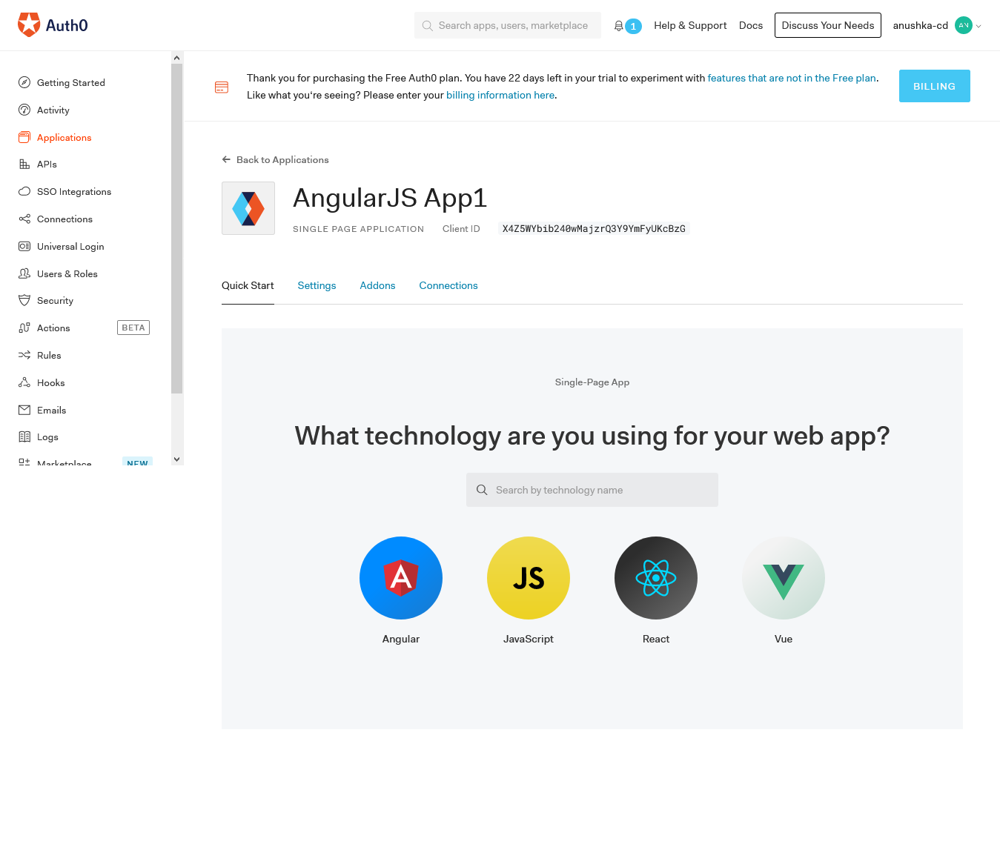 Auth0
Search apps, users, marketplace
1
Help & Support
Docs
Discuss Your Needs
anushka-cd
AN
Getting Started
Activity
Applications
APIs
SSO Integrations
Connections
Universal Login
Users & Roles
Security
Actions BETA
Rules
Hooks
Emails
Logs
Marketplace NEW
Thank you for purchasing the Free Auth0 plan. You have 22 days left in your trial to experiment with features that are not in the Free plan.
Like what you're seeing? Please enter your billing information here.
BILLING
Back to Applications
AngularJS App1
SINGLE PAGE APPLICATION Client ID X4Z5WYbib240wMajzrQ3Y9YmFyUKcBzG
Quick Start Settings Addons Connections
Single-Page App
What technology are you using for your web app?
Search by technology name
A
JS
Angular JavaScript React Vue